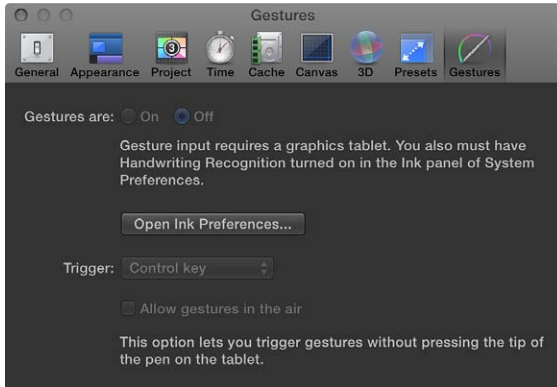 Gestures
General Appearance Project Time Cache Canvas 3D Presets Gestures
Gestures are: On Off
Gesture input requires a graphics tablet. You also must have
Handwriting Recognition turned on in the Ink panel of System
Preferences.
Open Ink Preferences...
Trigger: Control key
Allow gestures in the air
This option lets you trigger gestures without pressing the tip of
the pen on the tablet.